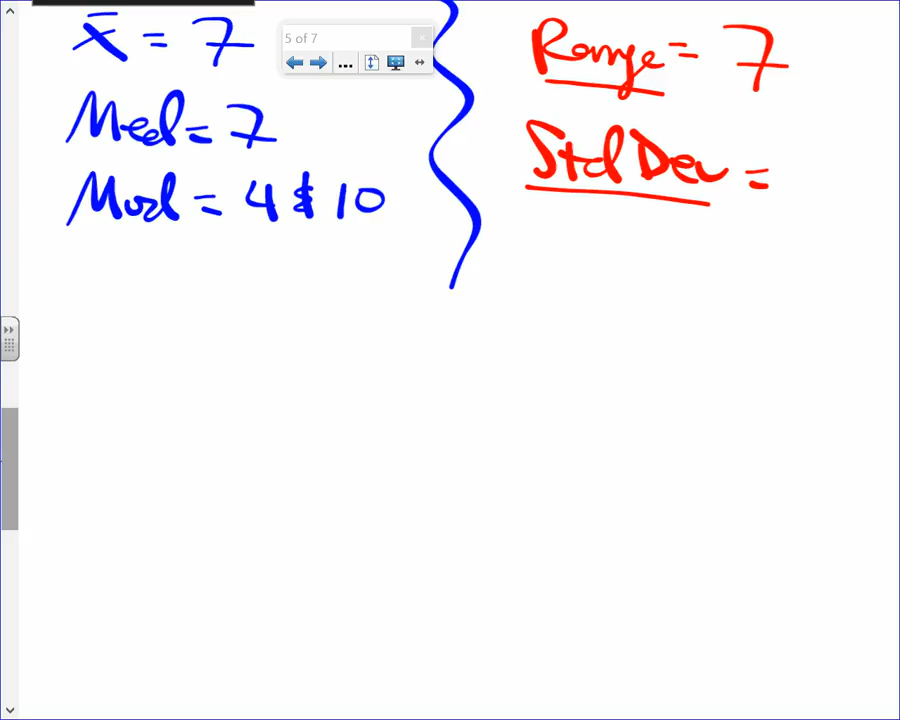 x̄ = 7
Med = 7
Mod = 4 & 10
5 of 7
...
Range = 7
Std Dev =